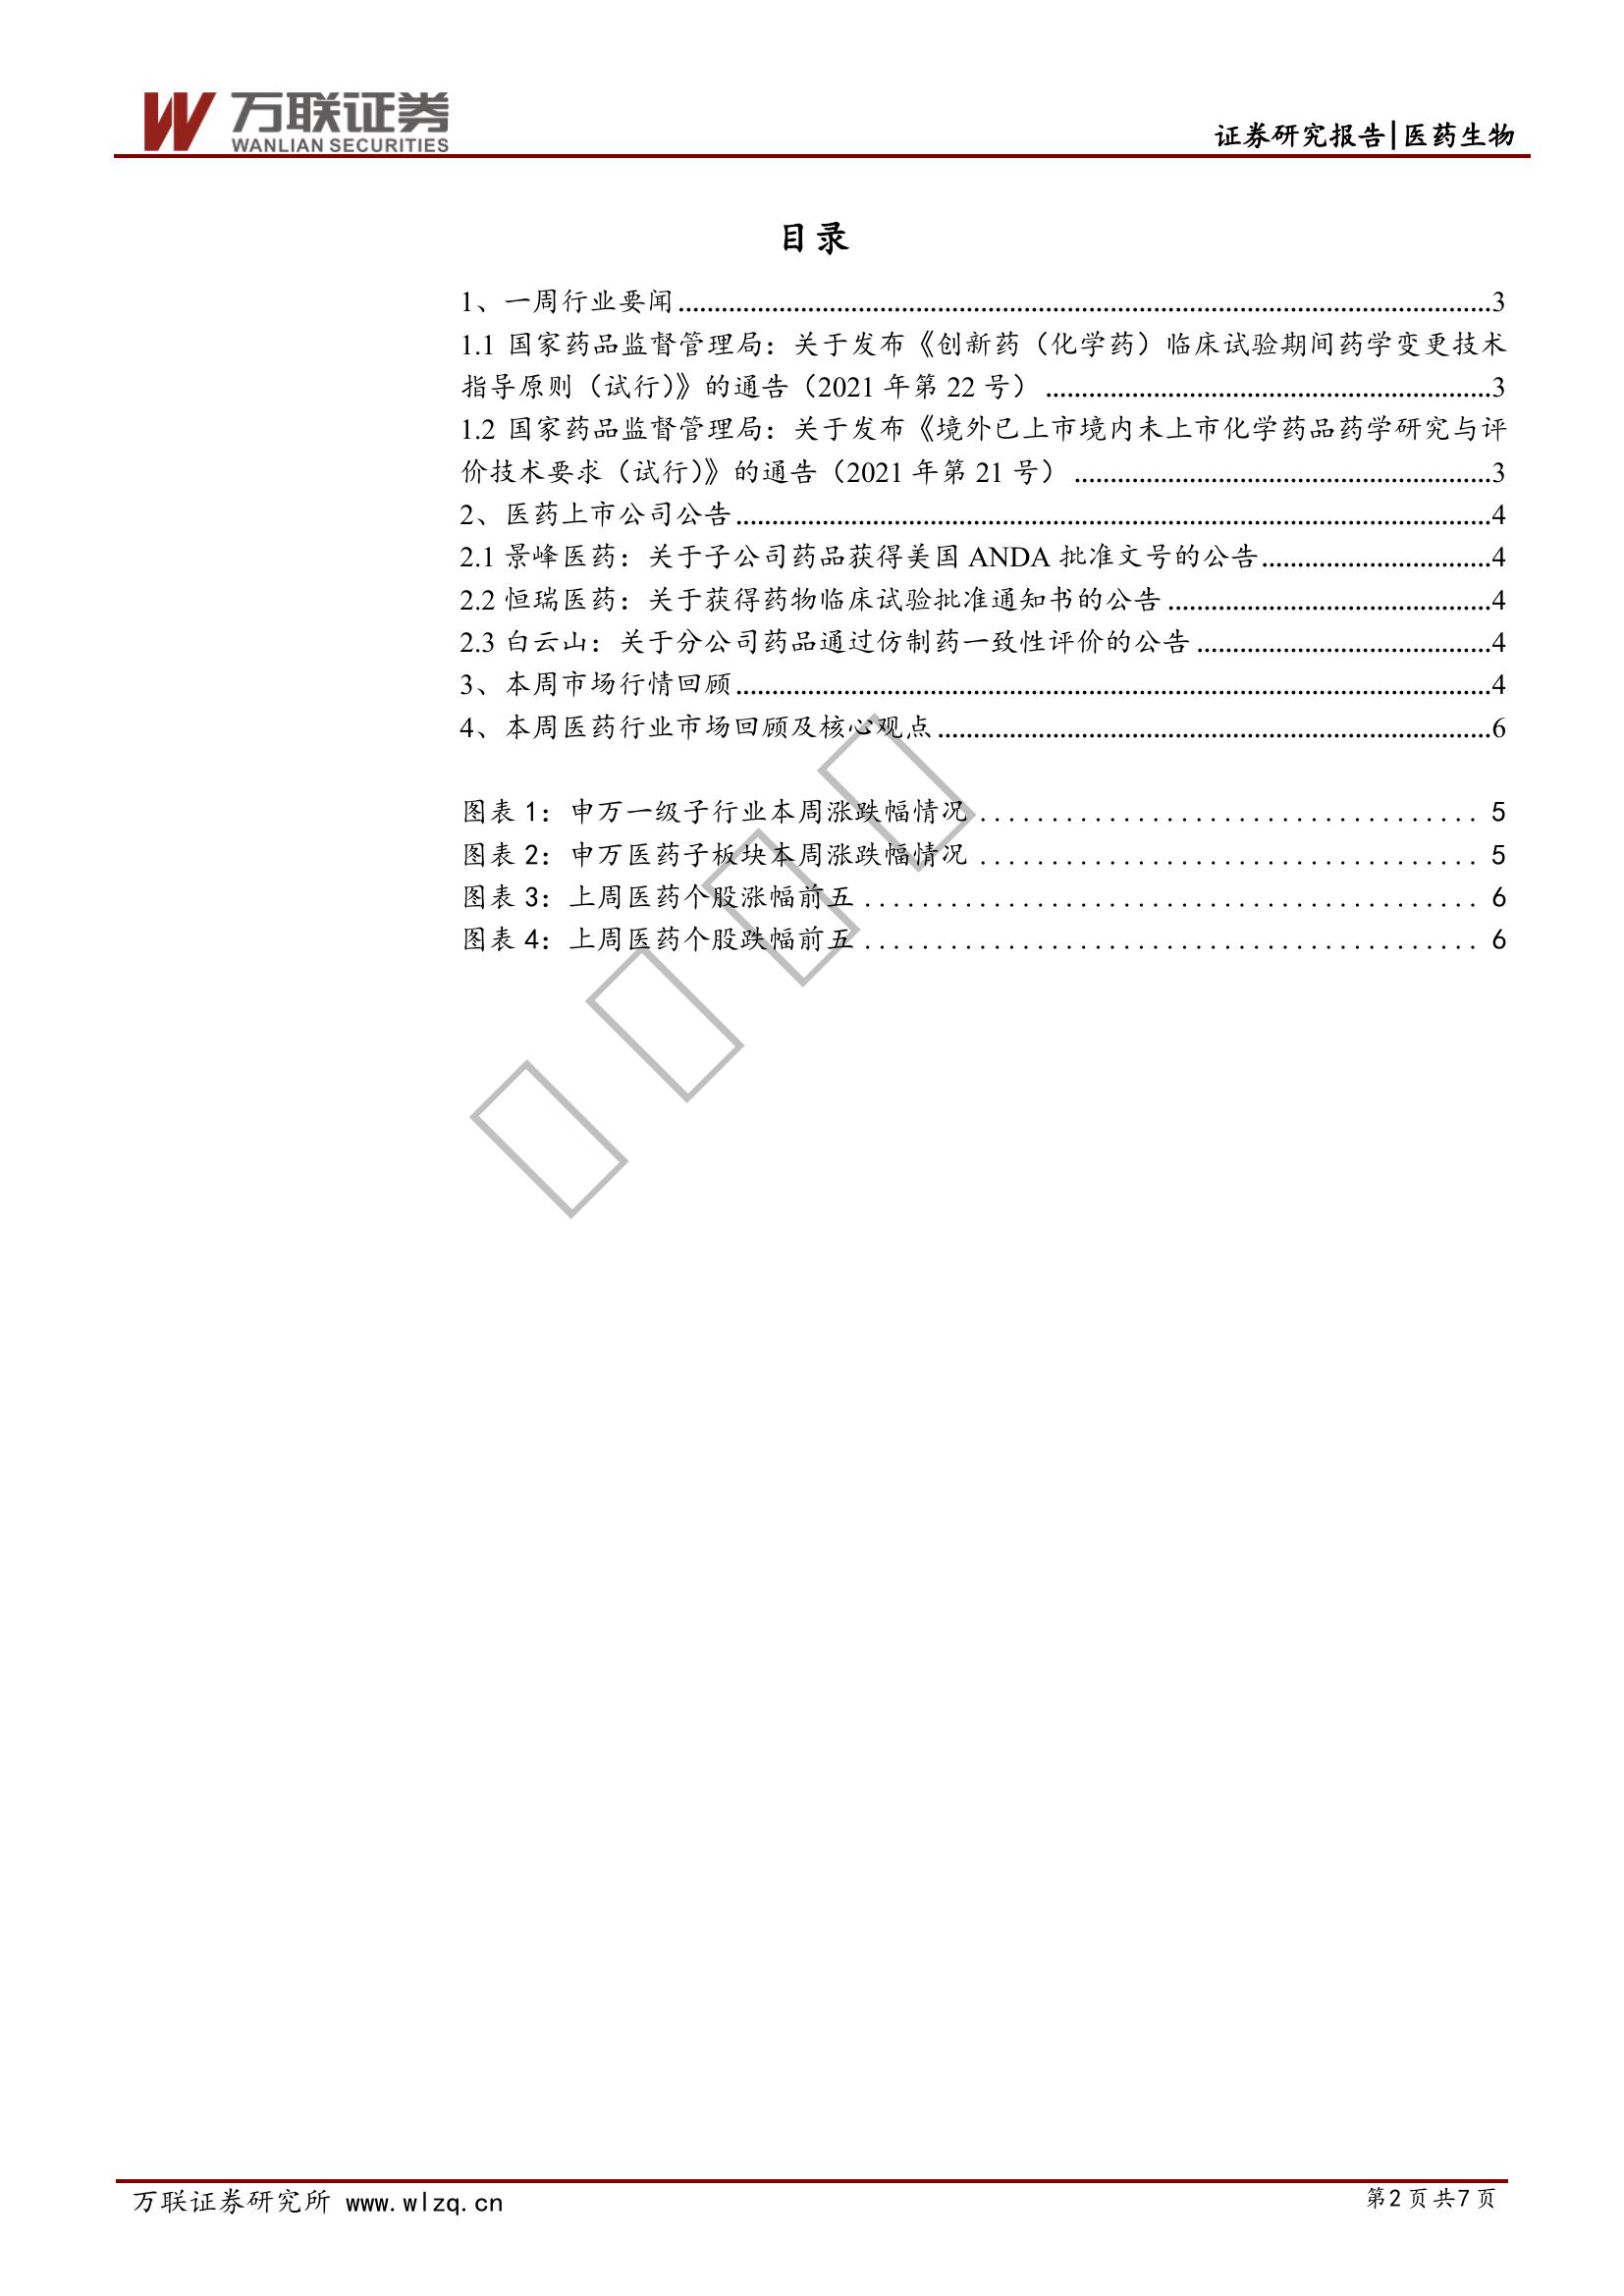 万联证券
WANLIAN SECURITIES
证券研究报告|医药生物
目录
1、一周行业要闻................................................................3
1.1 国家药品监督管理局：关于发布《创新药（化学药）临床试验期间药学变更技术
指导原则（试行）》的通告（2021 年第 22 号）................................3
1.2 国家药品监督管理局：关于发布《境外已上市境内未上市化学药品药学研究与评
价技术要求（试行）》的通告（2021 年第 21 号）................................3
2、医药上市公司公告................................................................4
2.1 景峰医药：关于子公司药品获得美国 ANDA 批准文号的公告................................4
2.2 恒瑞医药：关于获得药物临床试验批准通知书的公告................................4
2.3 白云山：关于分公司药品通过仿制药一致性评价的公告................................4
3、本周市场行情回顾................................................................4
4、本周医药行业市场回顾及核心观点................................................................6
图表 1：申万一级子行业本周涨跌幅情况................................ 5
图表 2：申万医药子板块本周涨跌幅情况................................ 5
图表 3：上周医药个股涨幅前五................................ 6
图表 4：上周医药个股跌幅前五................................ 6
万联证券研究所 www.wlzq.cn
第2页共7页